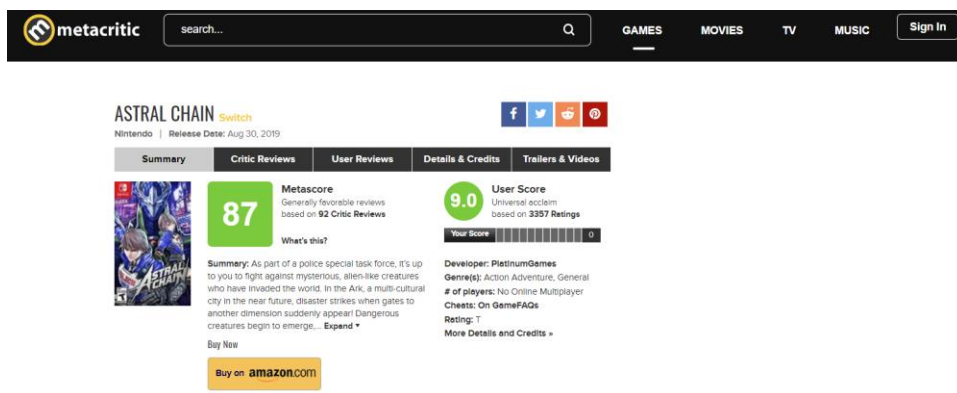 metacritic
search...
GAMES
MOVIES
TV
MUSIC
Sign In
ASTRAL CHAIN Switch
Nintendo | Release Date: Aug 30, 2019
f
Summary
Critic Reviews
User Reviews
Details & Credits
Trailers & Videos
ASTRAL
CHAIN
T
87
Metascore
Generally favorable reviews
based on 92 Critic Reviews
What's this?
Summary: As part of a police special task force, it's up
to you to fight against mysterious, alien-like creatures
who have invaded the world. In the Ark, a multi-cultural
city in the near future, disaster strikes when gates to
another dimension suddenly appear! Dangerous
creatures begin to emerge,... Expand
Buy Now
Buy on amazon.com
9.0
User Score
Universal acclaim
based on 3357 Ratings
Your Score
0
Developer: PlatinumGames
Genre(s): Action Adventure, General
# of players: No Online Multiplayer
Cheats: On GameFAQs
Rating: T
More Details and Credits »